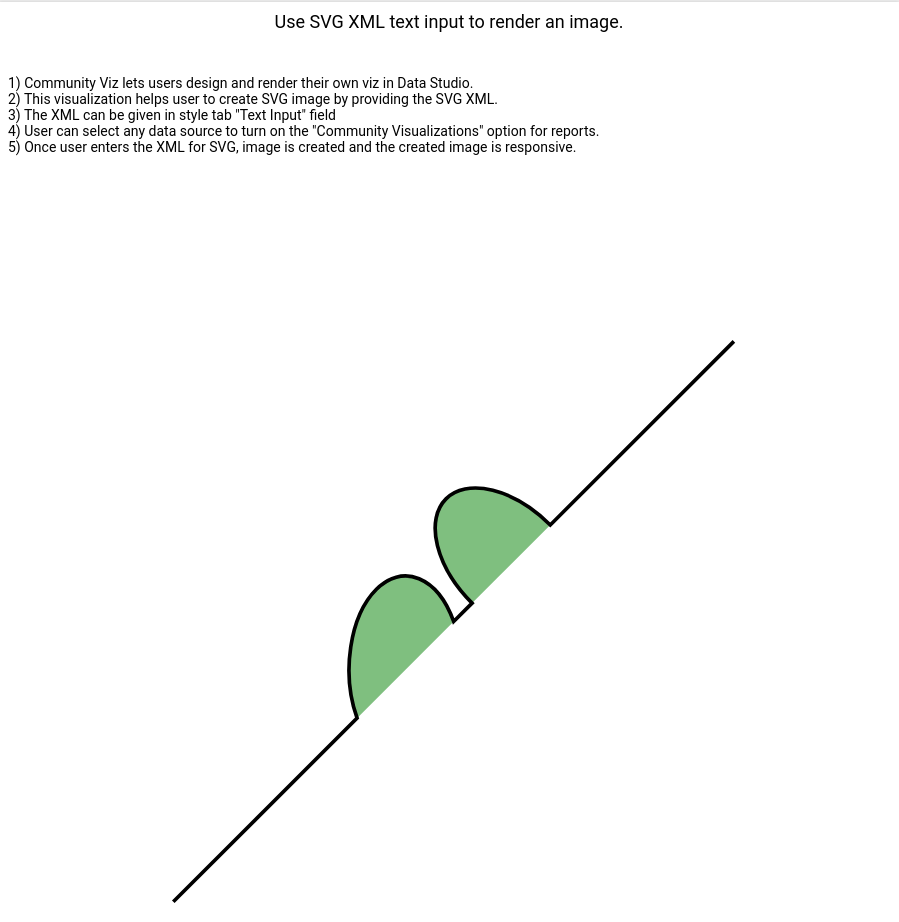 Use SVG XML text input to render an image.
1) Community Viz lets users design and render their own viz in Data Studio.
2) This visualization helps user to create SVG image by providing the SVG XML.
3) The XML can be given in style tab "Text Input" field
4) User can select any data source to turn on the "Community Visualizations" option for reports.
5) Once user enters the XML for SVG, image is created and the created image is responsive.